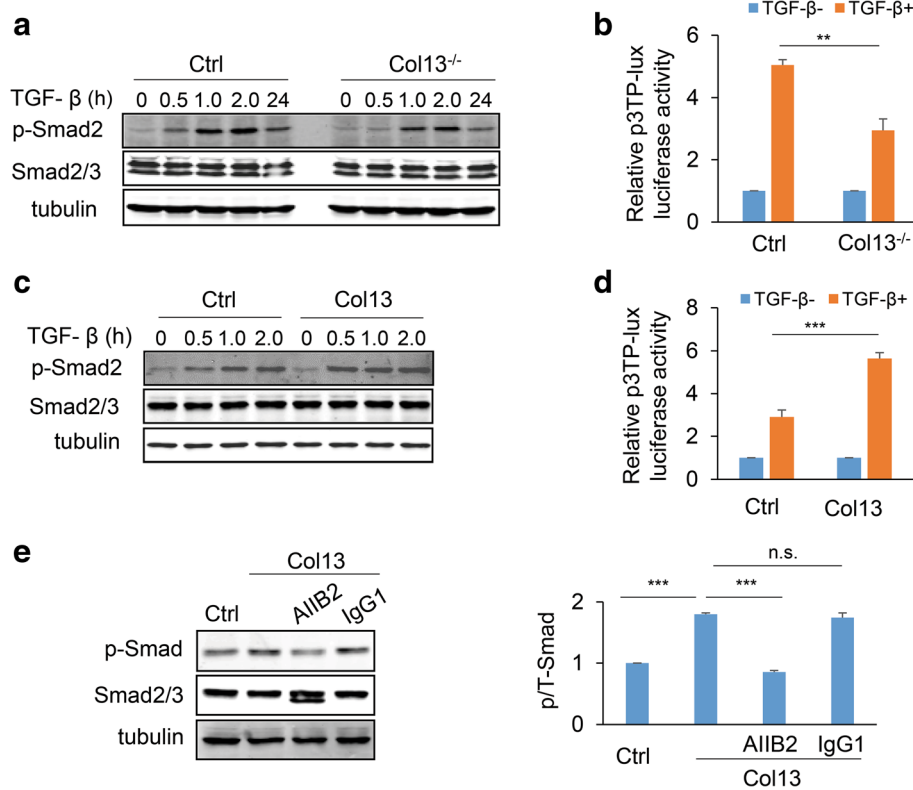 a
Ctrl Col13-/-
TGF- β (h) 0 0.5 1.0 2.0 24 0 0.5 1.0 2.0 24
p-Smad2
Smad2/3
tubulin
b
TGF-β- TGF-β+
**
Relative p3TP-lux
luciferase activity
6
4
2
0
Ctrl Col13-/-
c
Ctrl Col13
TGF- β (h) 0 0.5 1.0 2.0 0 0.5 1.0 2.0
p-Smad2
Smad2/3
tubulin
d
TGF-β- TGF-β+
***
Relative p3TP-lux
luciferase activity
8
6
4
2
0
Ctrl Col13
e
Col13
Ctrl AIIB2 IgG1
p-Smad
Smad2/3
tubulin
n.s.
*** ***
p/T-Smad
2
1
0
Ctrl AIIB2 IgG1
Col13